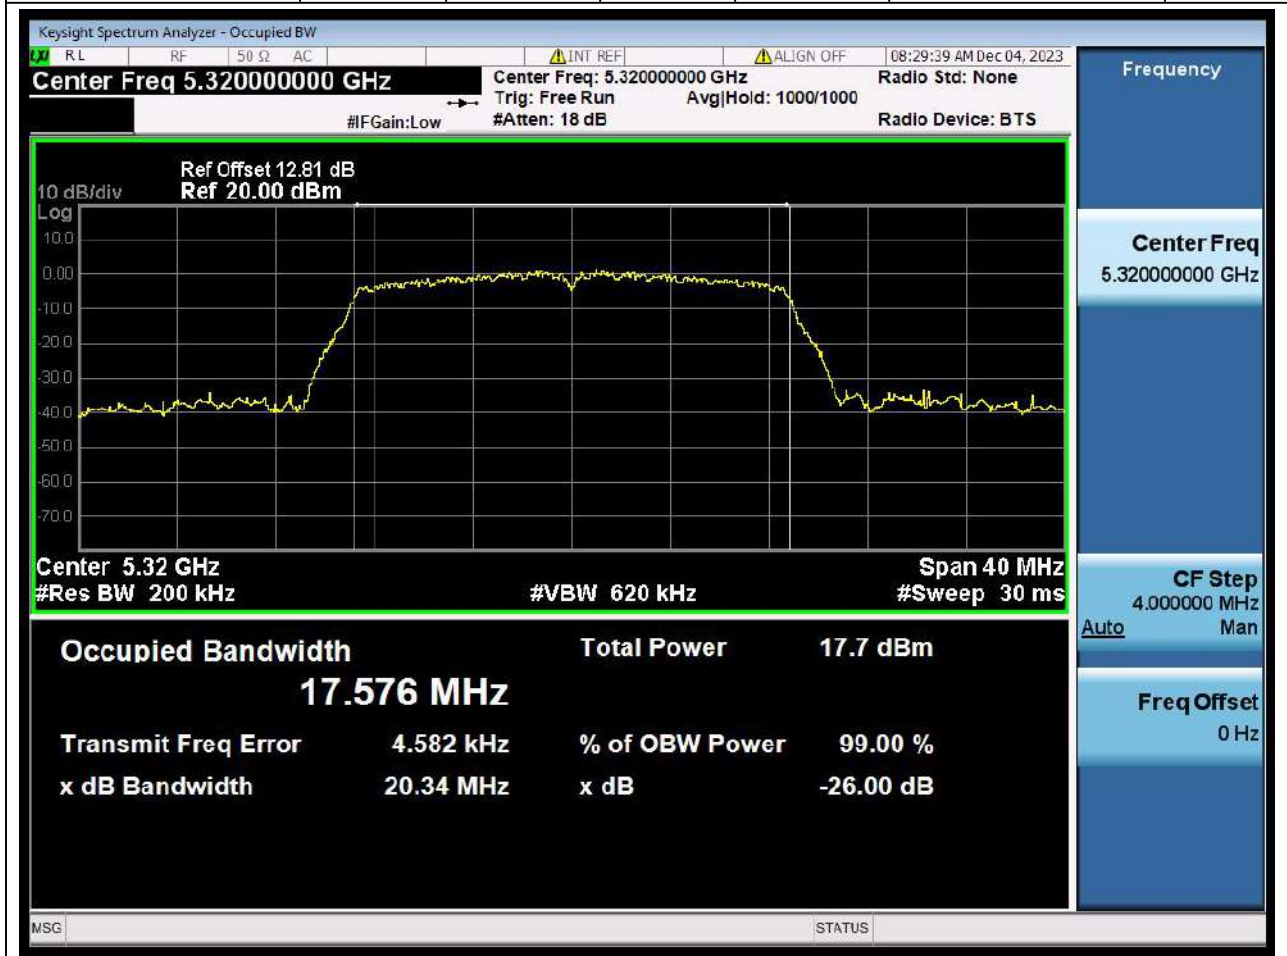 Keysight Spectrum Analyzer - Occupied BW
LXI RL RF 50 Ω AC ⚠INT REF ⚠ALIGN OFF 08:29:39 AM Dec 04, 2023
Center Freq 5.320000000 GHz Center Freq: 5.320000000 GHz Radio Std: None
Trig: Free Run Avg|Hold: 1000/1000
#IFGain:Low #Atten: 18 dB Radio Device: BTS
Frequency
Ref Offset 12.81 dB
10 dB/div Ref 20.00 dBm
Log
10.0
0.00
-10.0
-20.0
-30.0
-40.0
-50.0
-60.0
-70.0
Center 5.32 GHz Span 40 MHz
#Res BW 200 kHz #VBW 620 kHz #Sweep 30 ms
Occupied Bandwidth Total Power 17.7 dBm
17.576 MHz
Transmit Freq Error 4.582 kHz % of OBW Power 99.00 %
x dB Bandwidth 20.34 MHz x dB -26.00 dB
Center Freq
5.320000000 GHz
CF Step
4.000000 MHz
Auto Man
Freq Offset
0 Hz
MSG STATUS